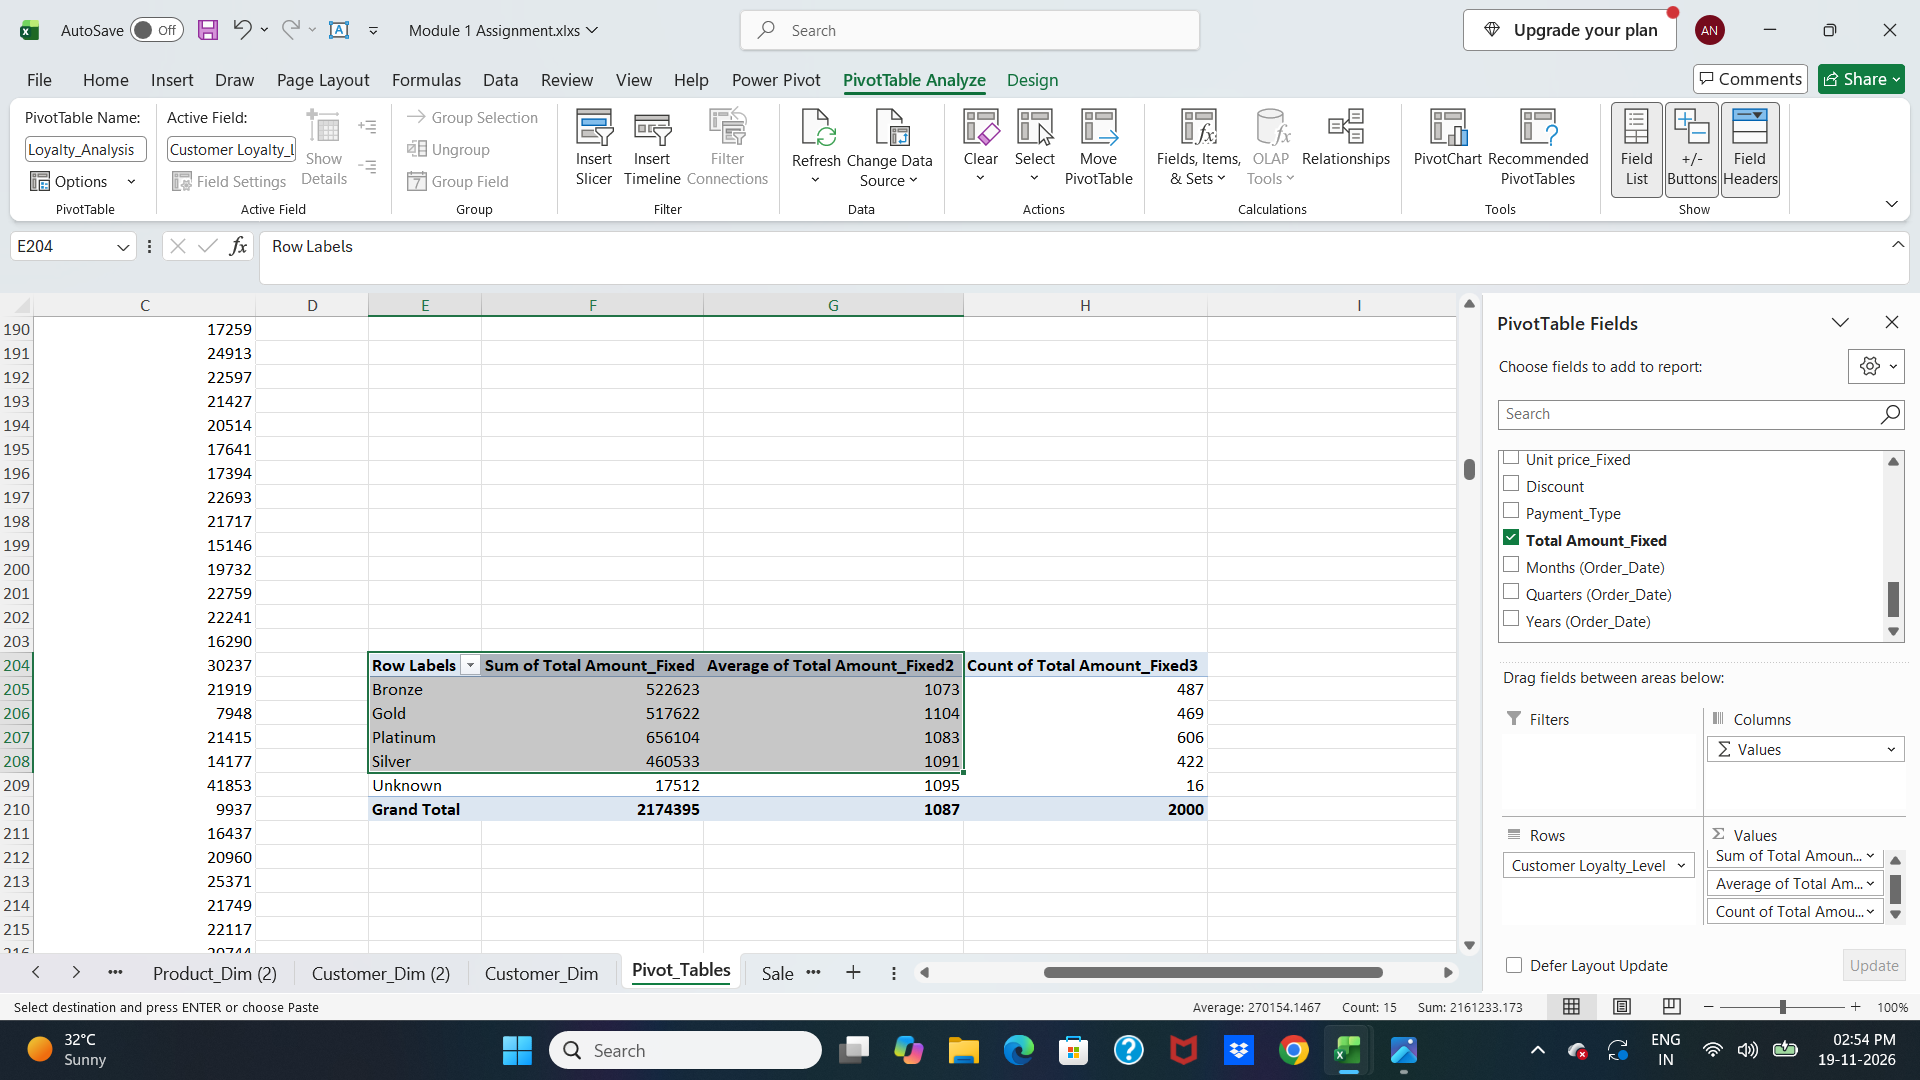 AutoSave Off Module 1 Assignment.xlxs Search Upgrade your plan AN
File Home Insert Draw Page Layout Formulas Data Review View Help Power Pivot PivotTable Analyze Design Comments Share
PivotTable Name:
Loyalty_Analysis
Options
PivotTable
Active Field:
Customer Loyalty_L
Field Settings
Show Details
Active Field
Group Selection
Ungroup
Group Field
Group
Insert Slicer
Insert Timeline
Filter Connections
Filter
Refresh
Change Data Source
Data
Clear
Select
Move PivotTable
Actions
Fields, Items, & Sets
OLAP Tools
Relationships
Calculations
PivotChart
Recommended PivotTables
Tools
Field List
+/- Buttons
Field Headers
Show
E204 fx Row Labels
C D E F G H I
190 17259
191 24913
192 22597
193 21427
194 20514
195 17641
196 17394
197 22693
198 21717
199 15146
200 19732
201 22759
202 22241
203 16290
204 30237 Row Labels Sum of Total Amount_Fixed Average of Total Amount_Fixed2 Count of Total Amount_Fixed3
205 21919 Bronze 522623 1073 487
206 7948 Gold 517622 1104 469
207 21415 Platinum 656104 1083 606
208 14177 Silver 460533 1091 422
209 41853 Unknown 17512 1095 16
210 9937 Grand Total 2174395 1087 2000
211 16437
212 20960
213 25371
214 21749
215 22117
216 20744
PivotTable Fields
Choose fields to add to report:
Search
Unit price_Fixed
Discount
Payment_Type
Total Amount_Fixed
Months (Order_Date)
Quarters (Order_Date)
Years (Order_Date)
Drag fields between areas below:
Filters
Columns
Σ Values
Rows
Customer Loyalty_Level
Σ Values
Sum of Total Amoun...
Average of Total Am...
Count of Total Amou...
Defer Layout Update Update
••• Product_Dim (2) Customer_Dim (2) Customer_Dim Pivot_Tables Sale •••
Select destination and press ENTER or choose Paste Average: 270154.1467 Count: 15 Sum: 2161233.173 100%
32°C
Sunny
Search
ENG
IN
02:54 PM
19-11-2026